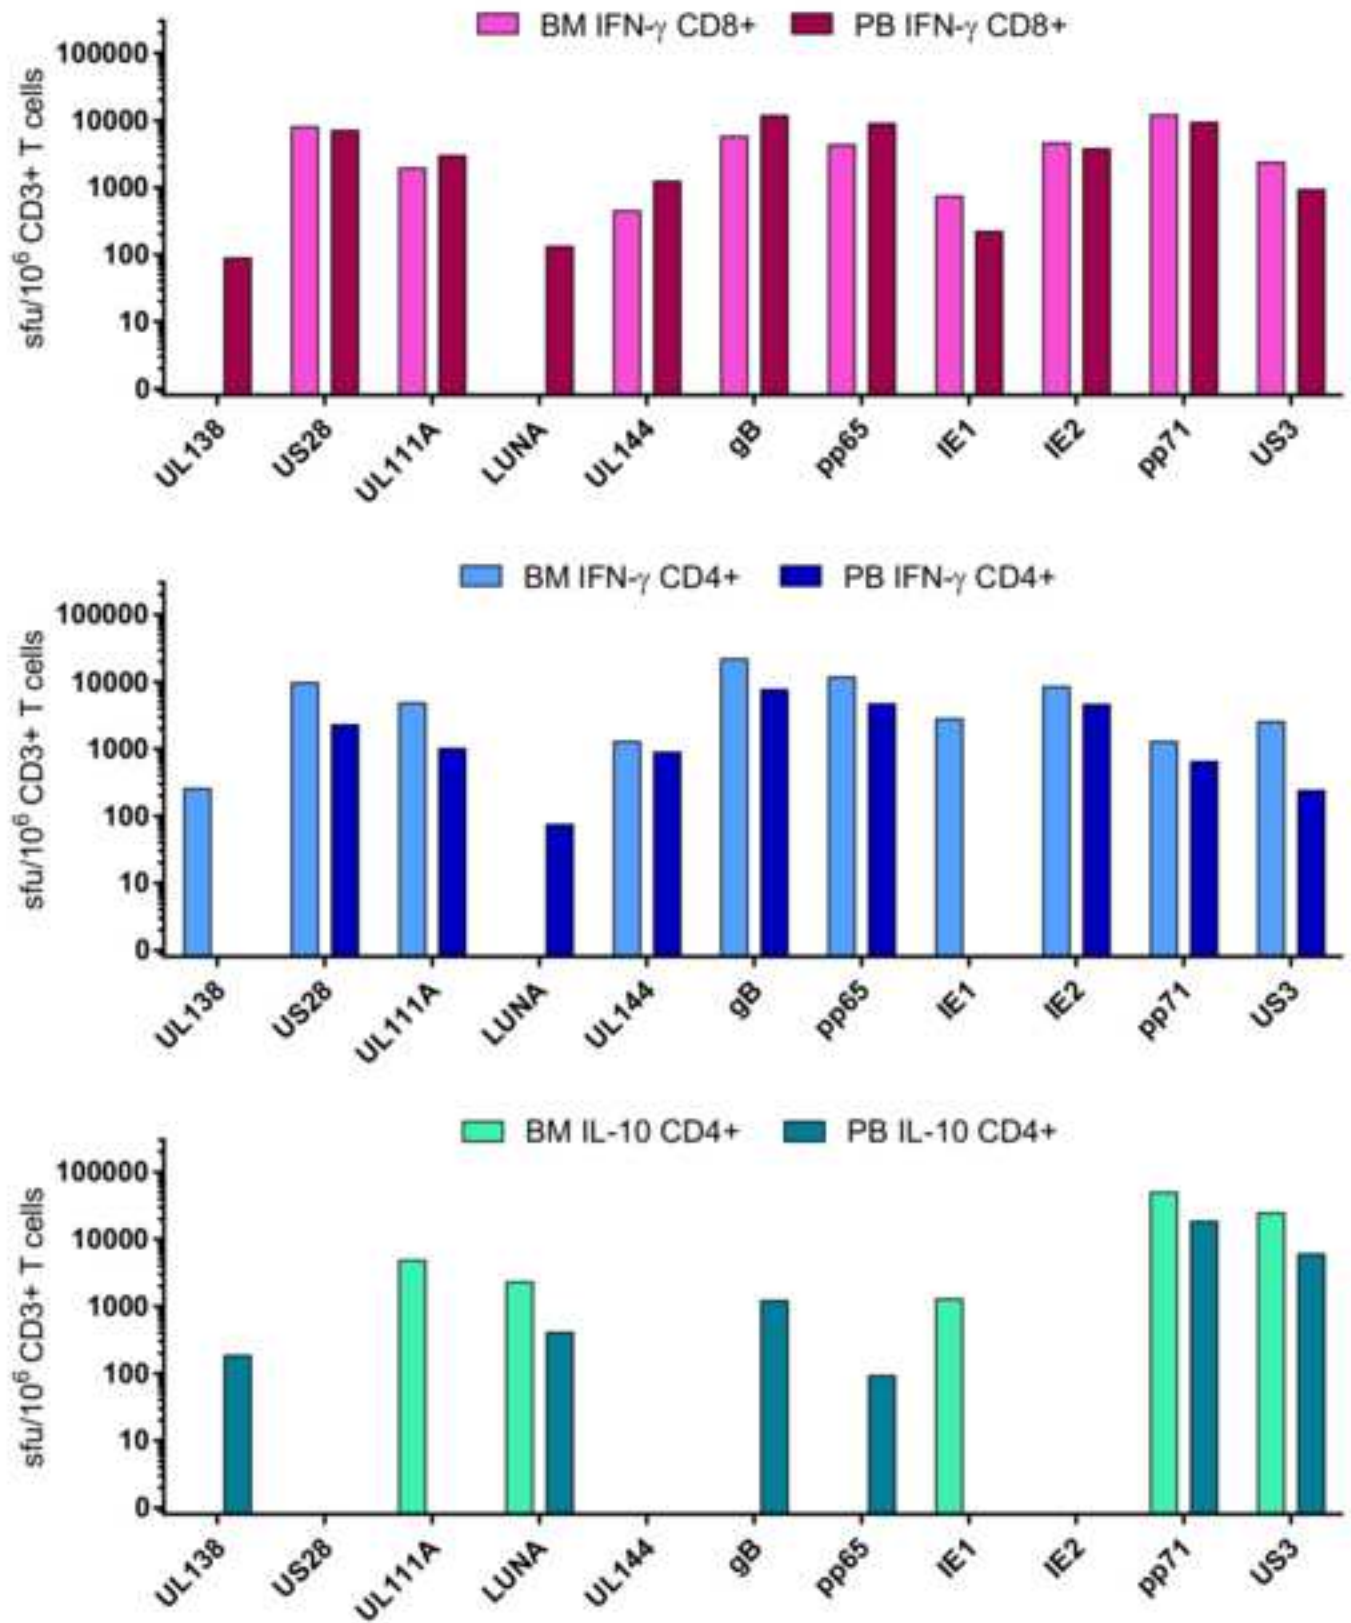 BM IFN-γ CD8+ PB IFN-γ CD8+
sfu/10⁶ CD3+ T cells
100000
10000
1000
100
10
0
UL138 US28 UL111A LUNA UL144 gB pp65 IE1 IE2 pp71 US3
BM IFN-γ CD4+ PB IFN-γ CD4+
sfu/10⁶ CD3+ T cells
100000
10000
1000
100
10
0
UL138 US28 UL111A LUNA UL144 gB pp65 IE1 IE2 pp71 US3
BM IL-10 CD4+ PB IL-10 CD4+
sfu/10⁶ CD3+ T cells
100000
10000
1000
100
10
0
UL138 US28 UL111A LUNA UL144 gB pp65 IE1 IE2 pp71 US3